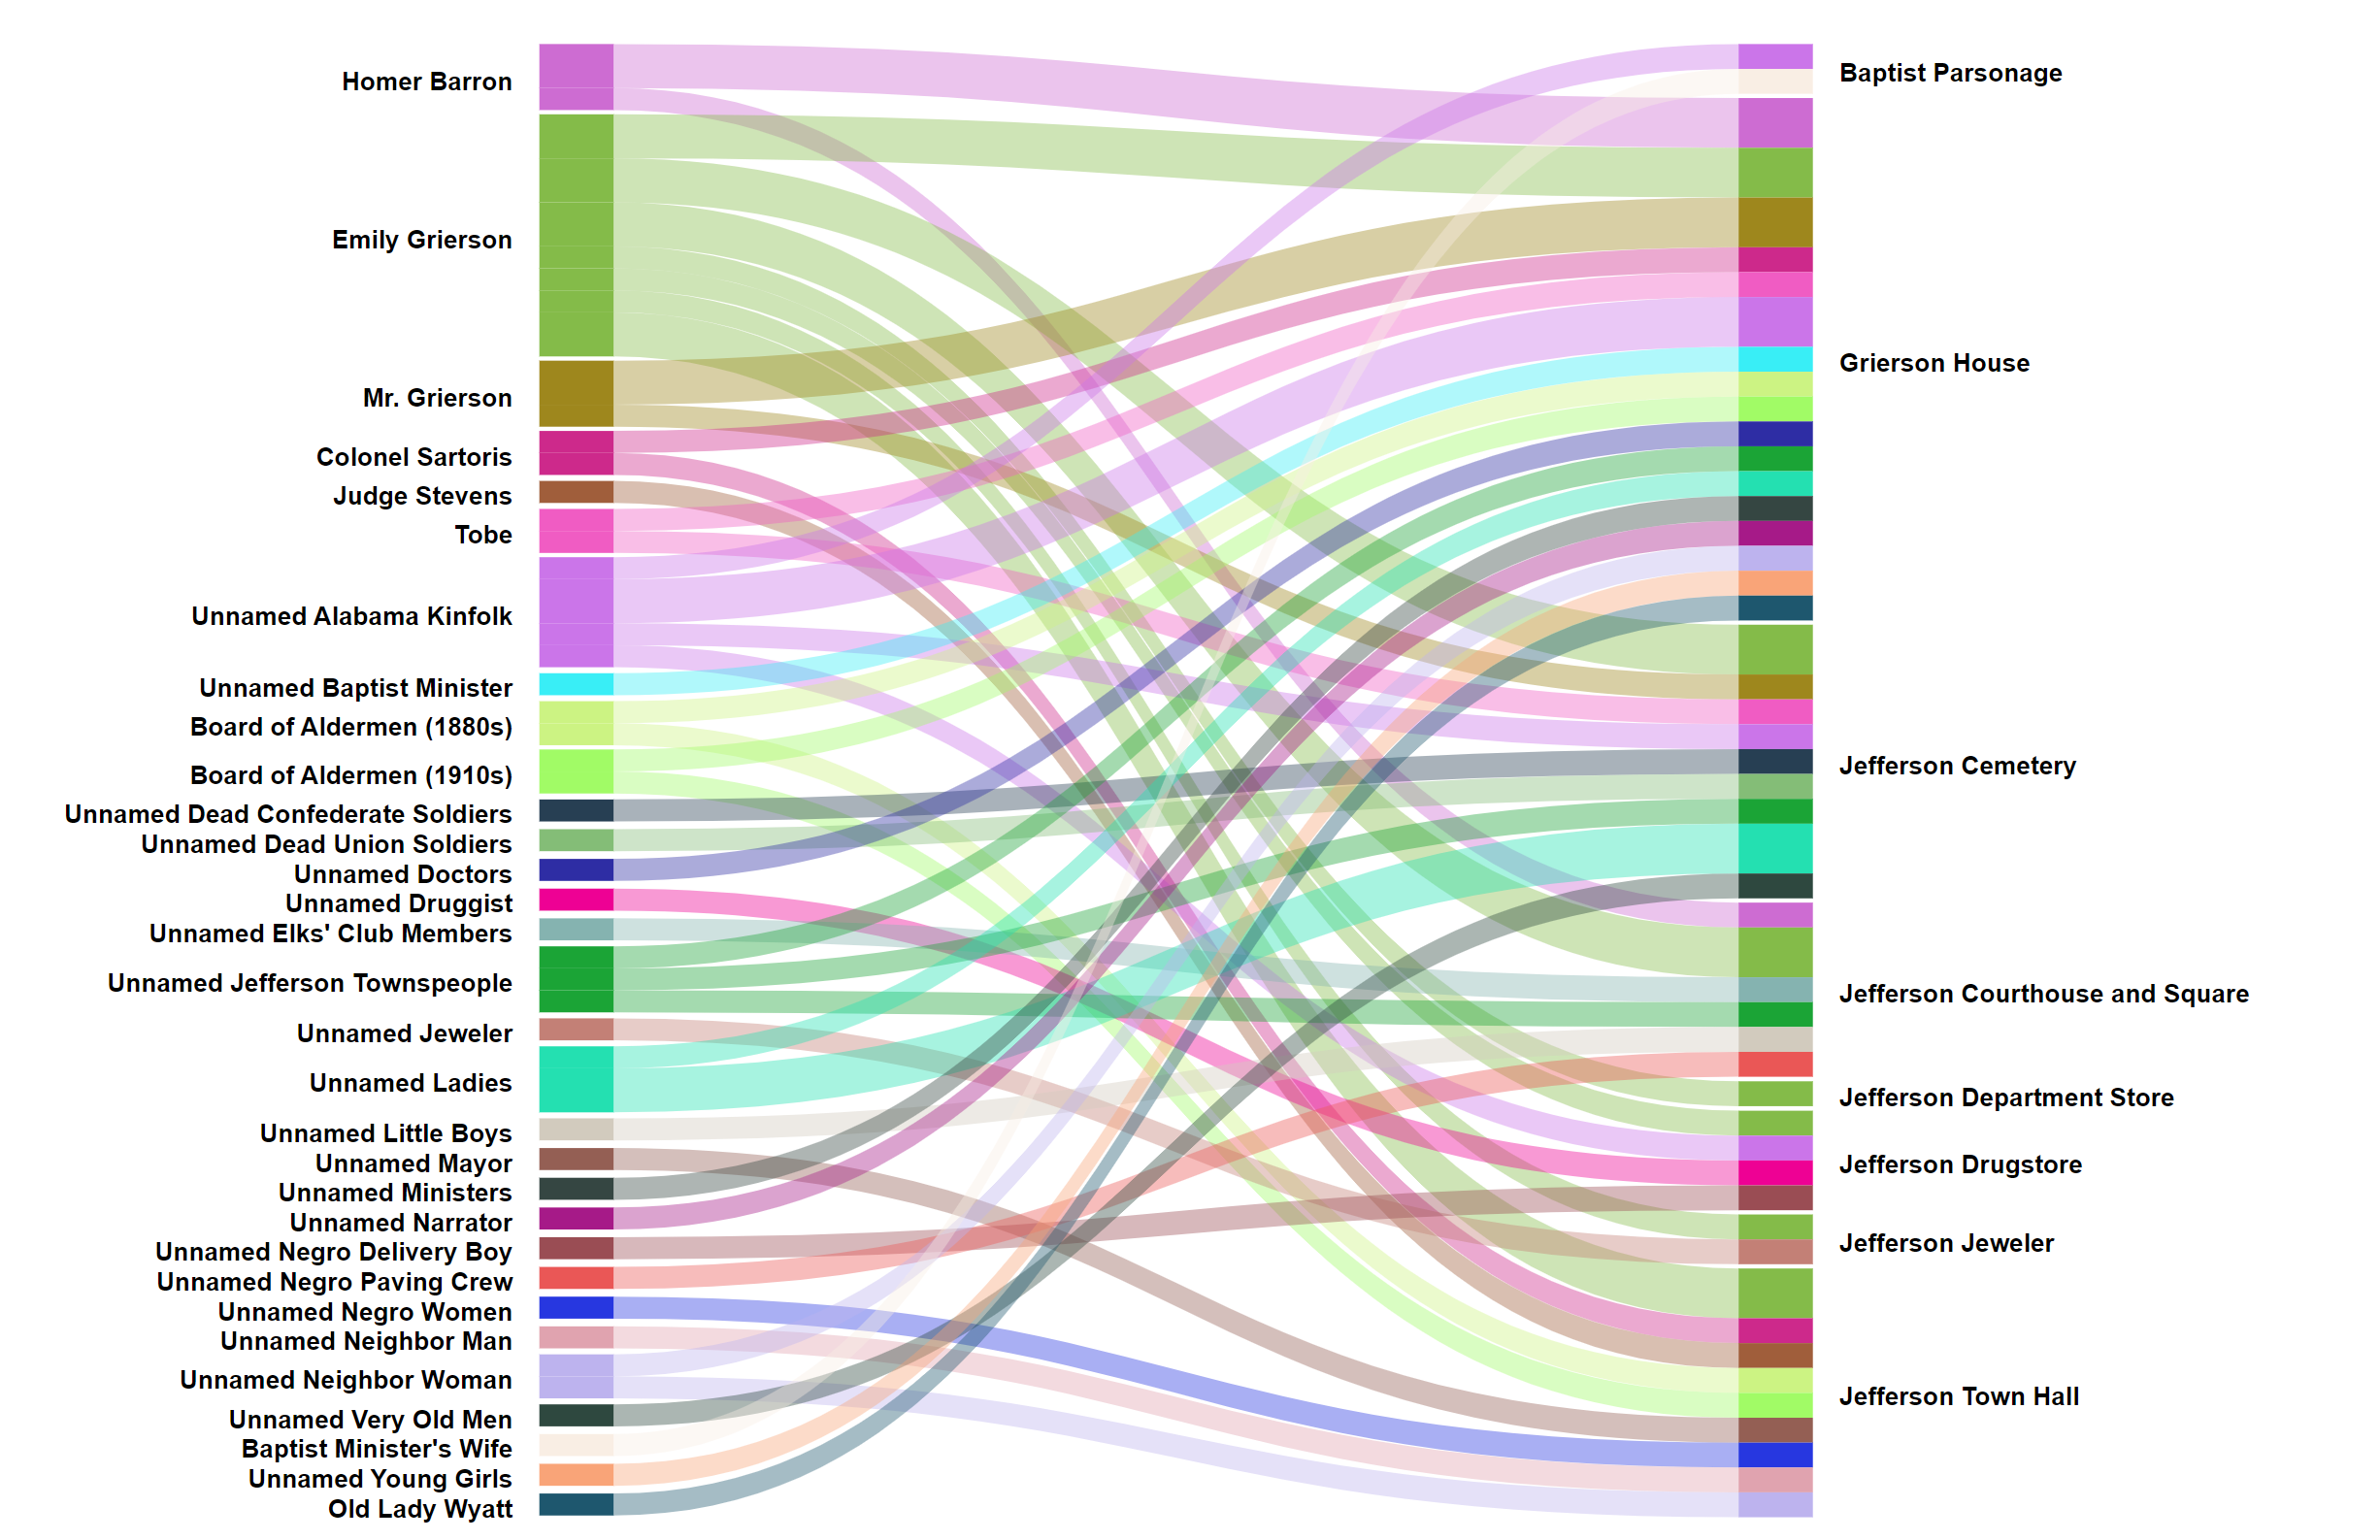 Homer Barron
Emily Grierson
Mr. Grierson
Colonel Sartoris
Judge Stevens
Tobe
Unnamed Alabama Kinfolk
Unnamed Baptist Minister
Board of Aldermen (1880s)
Board of Aldermen (1910s)
Unnamed Dead Confederate Soldiers
Unnamed Dead Union Soldiers
Unnamed Doctors
Unnamed Druggist
Unnamed Elks' Club Members
Unnamed Jefferson Townspeople
Unnamed Jeweler
Unnamed Ladies
Unnamed Little Boys
Unnamed Mayor
Unnamed Ministers
Unnamed Narrator
Unnamed Negro Delivery Boy
Unnamed Negro Paving Crew
Unnamed Negro Women
Unnamed Neighbor Man
Unnamed Neighbor Woman
Unnamed Very Old Men
Baptist Minister's Wife
Unnamed Young Girls
Old Lady Wyatt
Baptist Parsonage
Grierson House
Jefferson Cemetery
Jefferson Courthouse and Square
Jefferson Department Store
Jefferson Drugstore
Jefferson Jeweler
Jefferson Town Hall